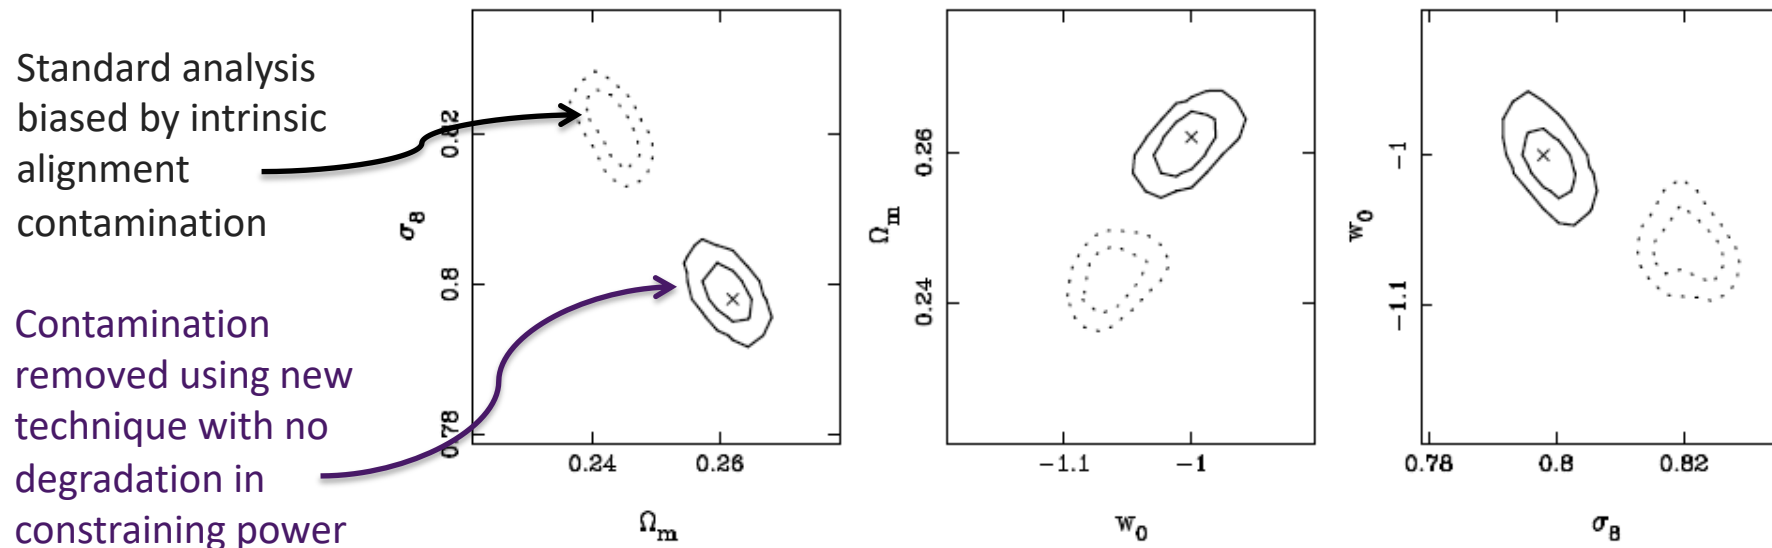 Standard analysis
biased by intrinsic
alignment
contamination
Contamination
removed using new
technique with no
degradation in
constraining power
σ8
0.82
0.8
0.78
0.24
0.26
Ωm
Ωm
0.26
0.24
−1.1
−1
w0
w0
−1
−1.1
0.78
0.8
0.82
σ8